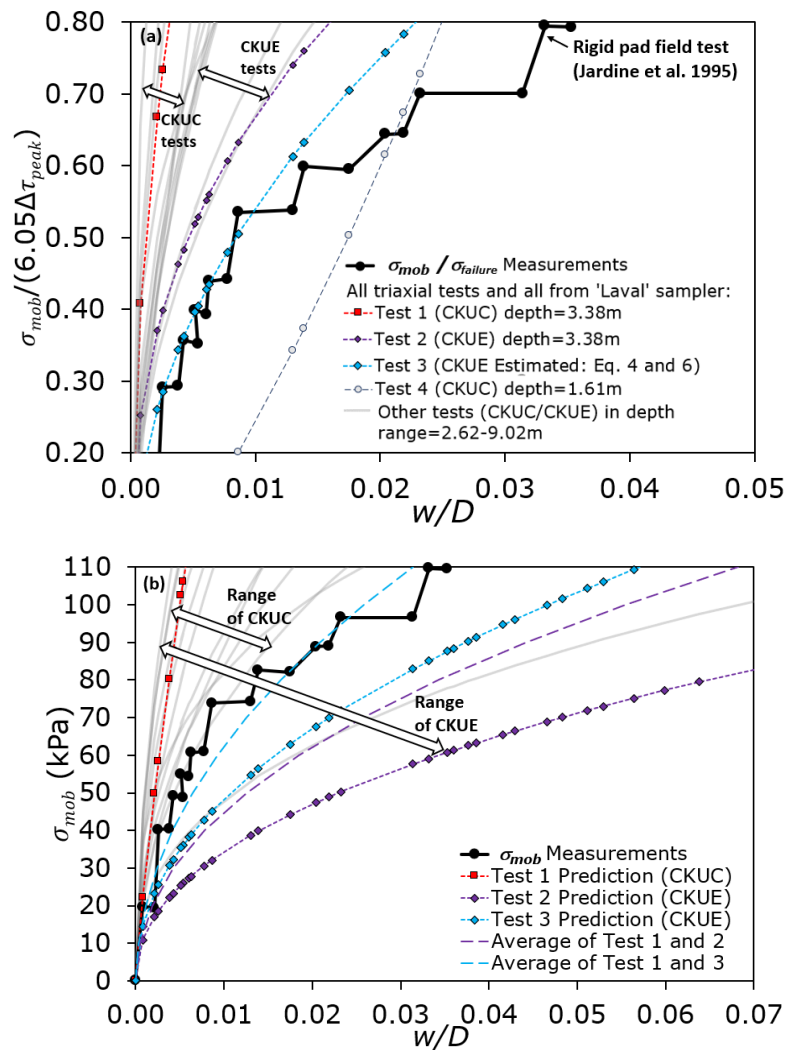 (a)
CKUE
tests
CKUC
tests
Rigid pad field test
(Jardine et al. 1995)
σmob/(6.05Δτpeak)
0.80
0.70
0.60
0.50
0.40
0.30
0.20
σmob / σfailure Measurements
All triaxial tests and all from 'Laval' sampler:
Test 1 (CKUC) depth=3.38m
Test 2 (CKUE) depth=3.38m
Test 3 (CKUE Estimated: Eq. 4 and 6)
Test 4 (CKUC) depth=1.61m
Other tests (CKUC/CKUE) in depth
range=2.62-9.02m
0.00 0.01 0.02 0.03 0.04 0.05
w/D
(b)
Range
of CKUC
Range
of CKUE
σmob (kPa)
110
100
90
80
70
60
50
40
30
20
10
0
σmob Measurements
Test 1 Prediction (CKUC)
Test 2 Prediction (CKUE)
Test 3 Prediction (CKUE)
Average of Test 1 and 2
Average of Test 1 and 3
0.00 0.01 0.02 0.03 0.04 0.05 0.06 0.07
w/D